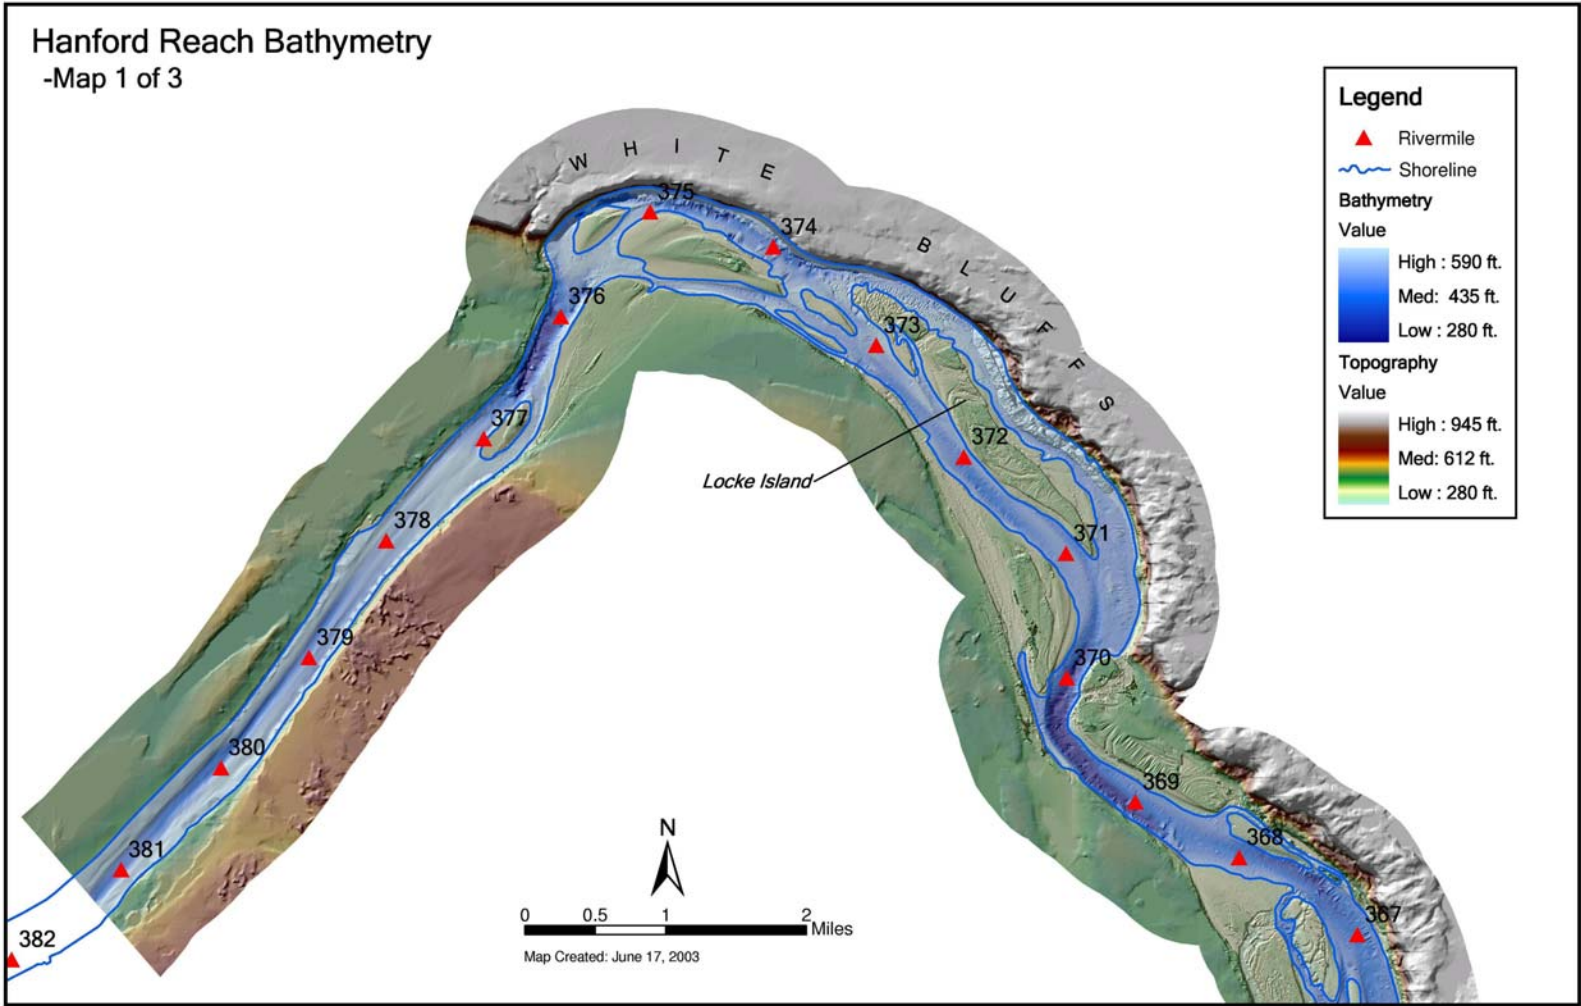 Hanford Reach Bathymetry
-Map 1 of 3
Legend
Rivermile
Shoreline
Bathymetry
Value
High : 590 ft.
Med: 435 ft.
Low : 280 ft.
Topography
Value
High : 945 ft.
Med: 612 ft.
Low : 280 ft.
WHITE
BLUFFS
375
374
376
373
377
372
Locke Island
378
371
379
370
380
369
368
381
367
382
N
0 0.5 1 2
Miles
Map Created: June 17, 2003